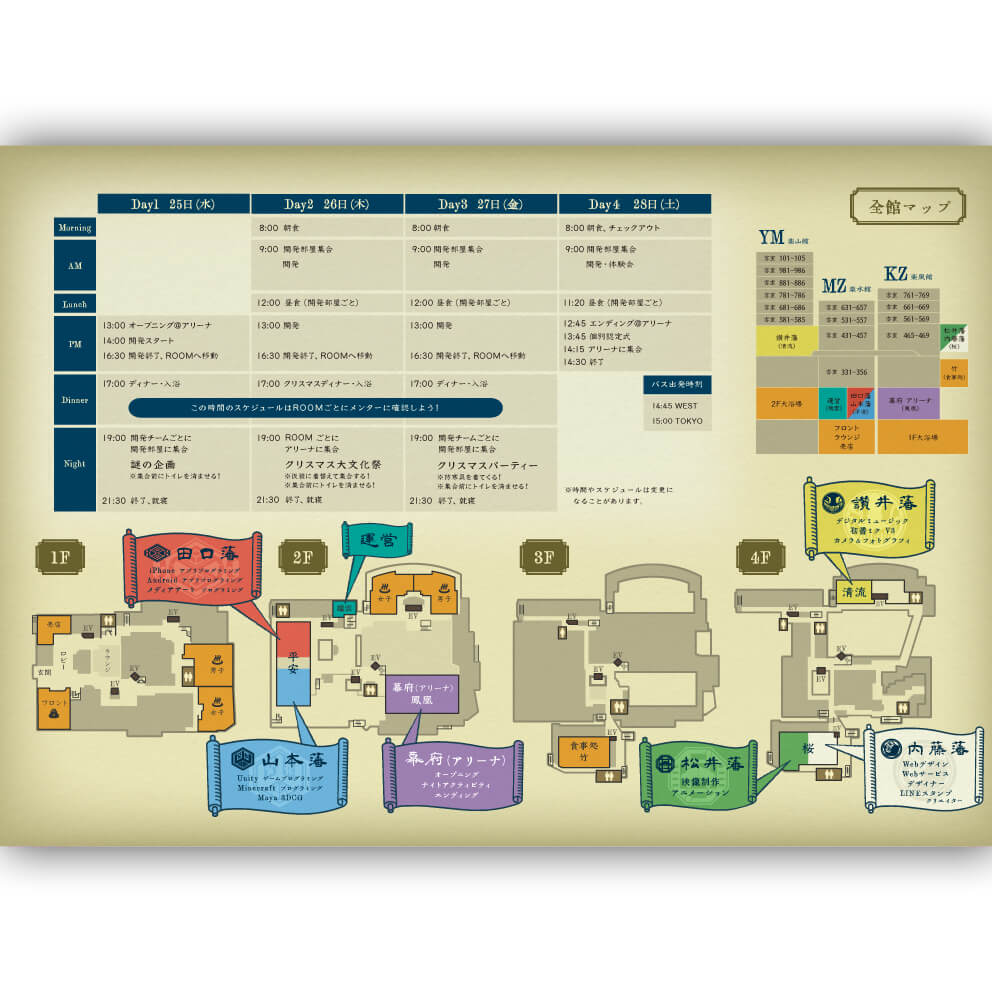 Day1 25日(水)
Day2 26日(木)
Day3 27日(金)
Day4 28日(土)
Morning
8:00 朝食
8:00 朝食
8:00 朝食、チェックアウト
AM
9:00 開発部屋集合
開発
9:00 開発部屋集合
開発
9:00 開発部屋集合
開発・体験会
Lunch
12:00 昼食(開発部屋ごと)
12:00 昼食(開発部屋ごと)
11:20 昼食(開発部屋ごと)
PM
13:00 オープニング@アリーナ
14:00 開発スタート
16:30 開発終了、ROOMへ移動
13:00 開発
16:30 開発終了、ROOMへ移動
13:00 開発
16:30 開発終了、ROOMへ移動
12:45 エンディング@アリーナ
13:45 個別認定式
14:15 アリーナに集合
14:30 終了
Dinner
17:00 ディナー・入浴
17:00 クリスマスディナー・入浴
17:00 ディナー・入浴
この時間のスケジュールはROOMごとにメンターに確認しよう!
バス出発時刻
14:45 WEST
15:00 TOKYO
Night
19:00 開発チームごとに
開発部屋に集合
謎の企画
※集合前にトイレを済ませる!
21:30 終了、就寝
19:00 ROOM ごとに
アリーナに集合
クリスマス大文化祭
※仮装に着替えて集合する!
※集合前にトイレを済ませる!
21:30 終了、就寝
19:00 開発チームごとに
開発部屋に集合
クリスマスパーティー
※防寒具を着てくる!
※集合前にトイレを済ませる!
21:30 終了、就寝
※時間やスケジュールは変更に
なることがあります。
全館マップ
YM 楽山館
客室 101-105
客室 981-986
客室 881-886
客室 781-786
客室 681-686
客室 581-585
讃井藩
(清流)
2F大浴場
MZ 楽水館
客室 631-657
客室 531-557
客室 431-457
客室 331-356
運営
田口藩
山本藩
(平安)
フロント
ラウンジ
売店
KZ 楽風館
761-769
661-669
561-569
465-469
松井藩
内藤藩
(桜)
竹
(食事処)
幕府 アリーナ
(鳳凰)
1F大浴場
1F
売店
ロビー
玄関
ラウンジ
フロント
EV
EV
EV
EV
男子
女子
田口藩
iPhone アプリプログラミング
Android アプリプログラミング
メディアアート プログラミング
2F
運営
EV
EV
EV
EV
女子
男子
平安
幕府(アリーナ)
鳳凰
山本藩
Unity ゲームプログラミング
Minecraft プログラミング
Maya 3DCG
幕府(アリーナ)
オープニング
ナイトアクティビティ
エンディング
3F
EV
EV
EV
EV
食事処
竹
4F
讃井藩
デジタルミュージック
初音ミク V3
カメラ&フォトグラフィ
清流
EV
EV
EV
EV
EV
桜
松井藩
映像制作
アニメーション
内藤藩
Webデザイン
Webサービス
デザイナー
LINEスタンプ
クリエイター